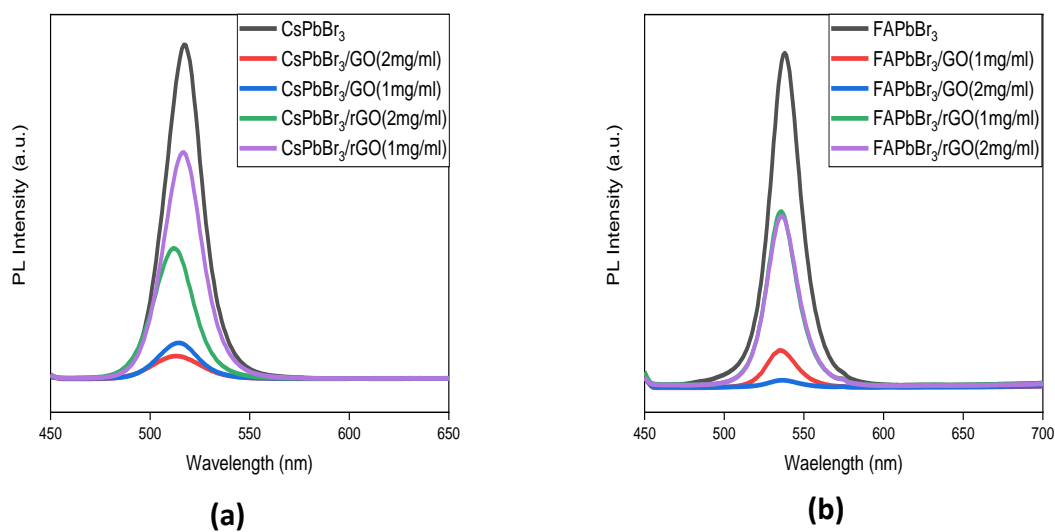 CsPbBr₃
CsPbBr₃/GO(2mg/ml)
CsPbBr₃/GO(1mg/ml)
CsPbBr₃/rGO(2mg/ml)
CsPbBr₃/rGO(1mg/ml)
PL Intensity (a.u.)
450 500 550 600 650
Wavelength (nm)
(a)
FAPbBr₃
FAPbBr₃/GO(1mg/ml)
FAPbBr₃/GO(2mg/ml)
FAPbBr₃/rGO(1mg/ml)
FAPbBr₃/rGO(2mg/ml)
PL Intensity (a.u.)
450 500 550 600 650 700
Waelength (nm)
(b)